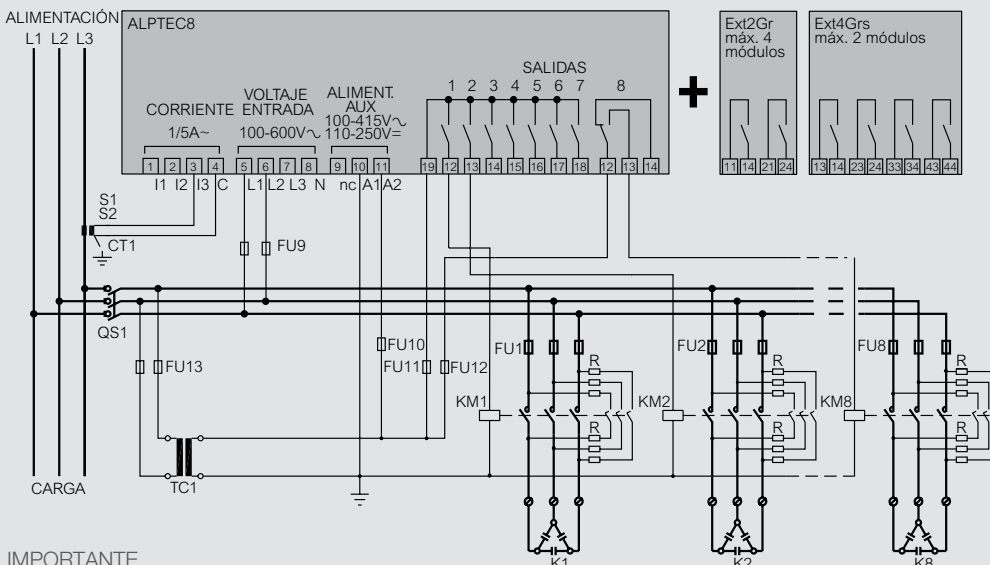 ALIMENTACIÓN
L1 L2 L3
ALPTEC8
CORRIENTE
1/5A~
VOLTAJE
ENTRADA
100-600V~
ALIMENT.
AUX
100-415V~
110-250V=
SALIDAS
1 2 3 4 5 6 7 8
1 2 3 4 5 6 7 8 9 10 11 19 12 13 14 15 16 17 18 12 13 14
I1 I2 I3 C L1 L2 L3 N nc A1 A2
+
Ext2Gr
máx. 4
módulos
11 14 21 24
Ext4Grs
máx. 2 módulos
13 14 23 24 33 34 43 44
S1
S2
CT1
FU9
QS1
FU13
FU10
FU11
FU12
FU1
R
FU2
R
FU8
R
KM1
KM2
KM8
R
R
R
TC1
CARGA
K1
K2
K8
IMPORTANTE